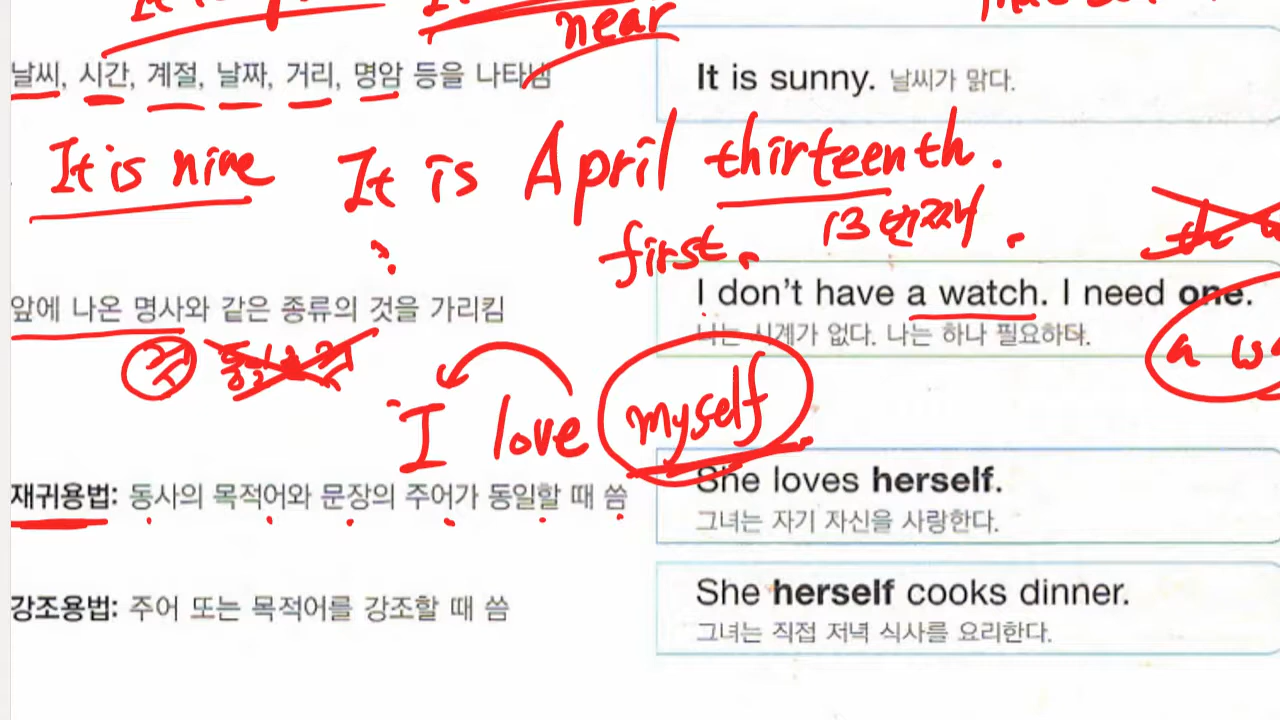 near
날씨, 시간, 계절, 날짜, 거리, 명암 등을 나타냄
It is sunny. 날씨가 맑다.
It is nine It is April thirteenth.
first. 13번째.
앞에 나온 명사와 같은 종류의 것을 가리킴
I don't have a watch. I need one.
나는 시계가 없다. 나는 하나 필요하다.
I love myself
재귀용법: 동사의 목적어와 문장의 주어가 동일할 때 씀
She loves herself.
그녀는 자기 자신을 사랑한다.
강조용법: 주어 또는 목적어를 강조할 때 씀
She herself cooks dinner.
그녀는 직접 저녁 식사를 요리한다.